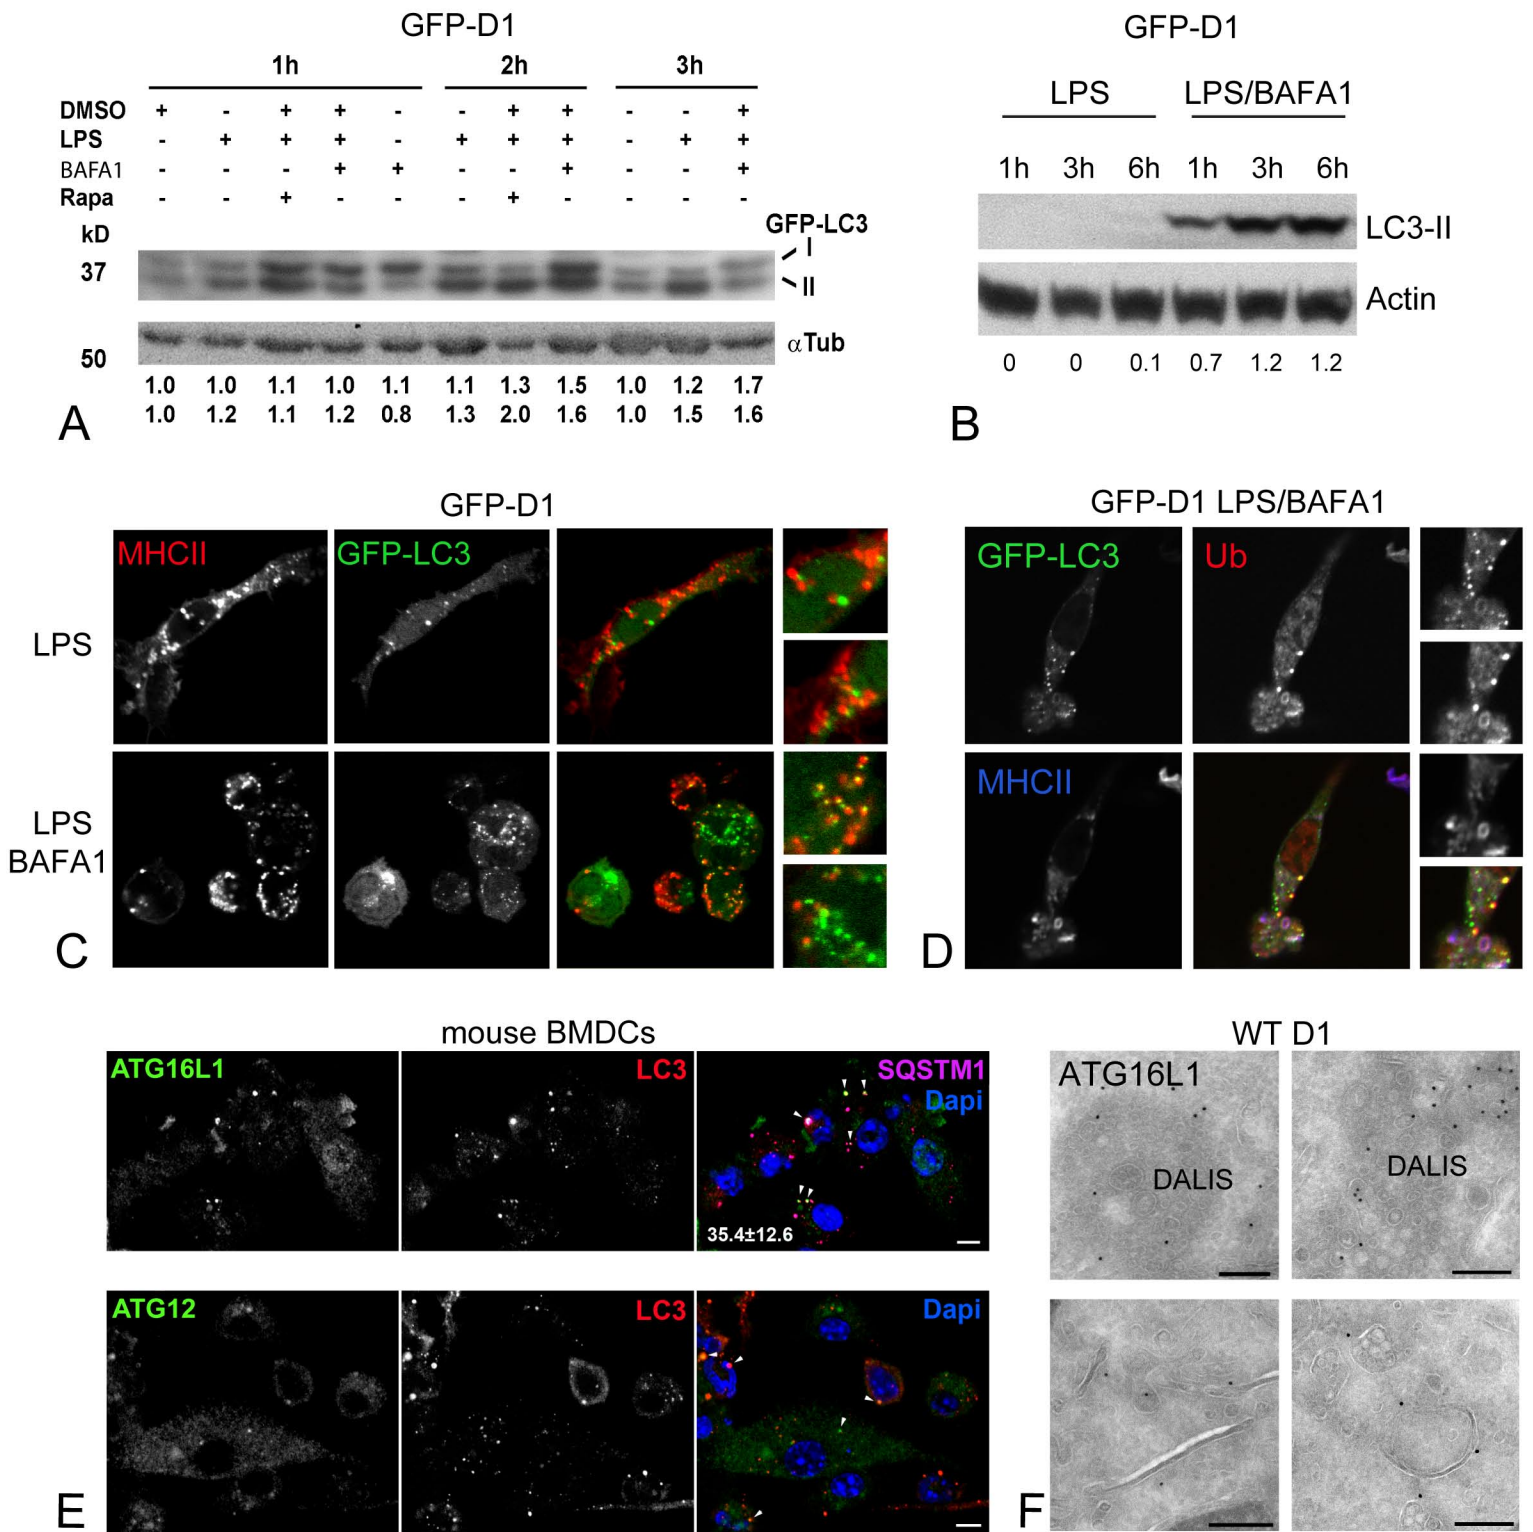 GFP-D1
1h 2h 3h
DMSO + - + + - - + + - - +
LPS - + + + - + + + - + +
BAFA1 - - - + + - - + - - +
Rapa - - + - - - + - - - -
kD
GFP-LC3
I
37
II
αTub
50
1.0 1.0 1.1 1.0 1.1 1.1 1.3 1.5 1.0 1.2 1.7
1.0 1.2 1.1 1.2 0.8 1.3 2.0 1.6 1.0 1.5 1.6
A
GFP-D1
LPS LPS/BAFA1
1h 3h 6h 1h 3h 6h
LC3-II
Actin
0 0 0.1 0.7 1.2 1.2
B
GFP-D1
MHCII GFP-LC3
LPS
LPS
BAFA1
C
GFP-D1 LPS/BAFA1
GFP-LC3 Ub
MHCII
D
mouse BMDCs
ATG16L1 LC3 SQSTM1
Dapi
35.4±12.6
ATG12 LC3 Dapi
E
WT D1
ATG16L1
DALIS DALIS
F